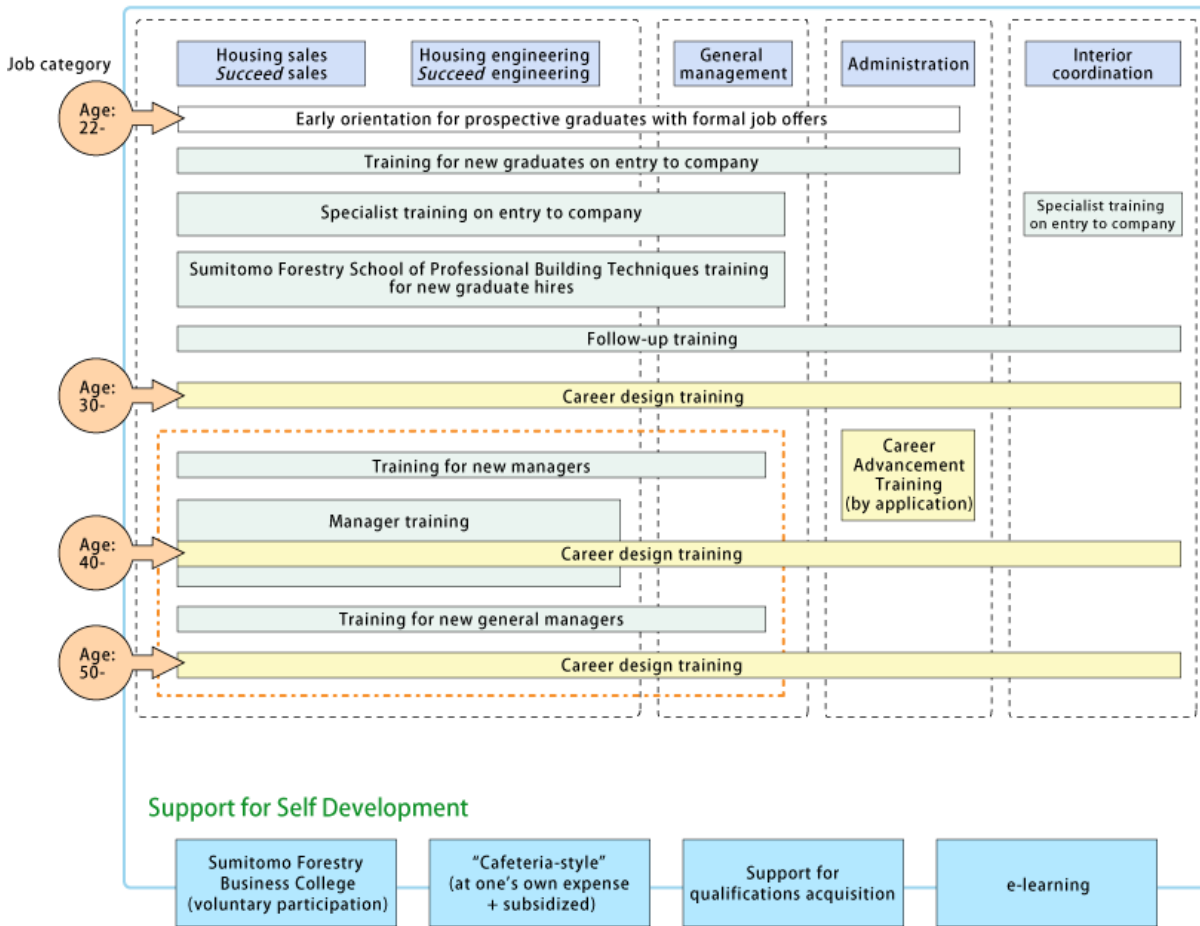 Job category
Housing sales
Succeed sales
Housing engineering
Succeed engineering
General
management
Administration
Interior
coordination
Age:
22-
Early orientation for prospective graduates with formal job offers
Training for new graduates on entry to company
Specialist training on entry to company
Specialist training
on entry to company
Sumitomo Forestry School of Professional Building Techniques training
for new graduate hires
Follow-up training
Age:
30-
Career design training
Training for new managers
Career
Advancement
Training
(by application)
Manager training
Age:
40-
Career design training
Training for new general managers
Age:
50-
Career design training
Support for Self Development
Sumitomo Forestry
Business College
(voluntary participation)
“Cafeteria-style”
(at one’s own expense
+ subsidized)
Support for
qualifications acquisition
e-learning